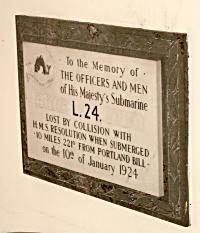 · To the Memory of ·
THE OFFICERS AND MEN
of His Majesty's Submarine
L.24.
LOST BY COLLISION WITH
H.M.S. RESOLUTION WHEN SUBMERGED
·10 MILES 221° FROM PORTLAND BILL·
·on the 10th of January 1924